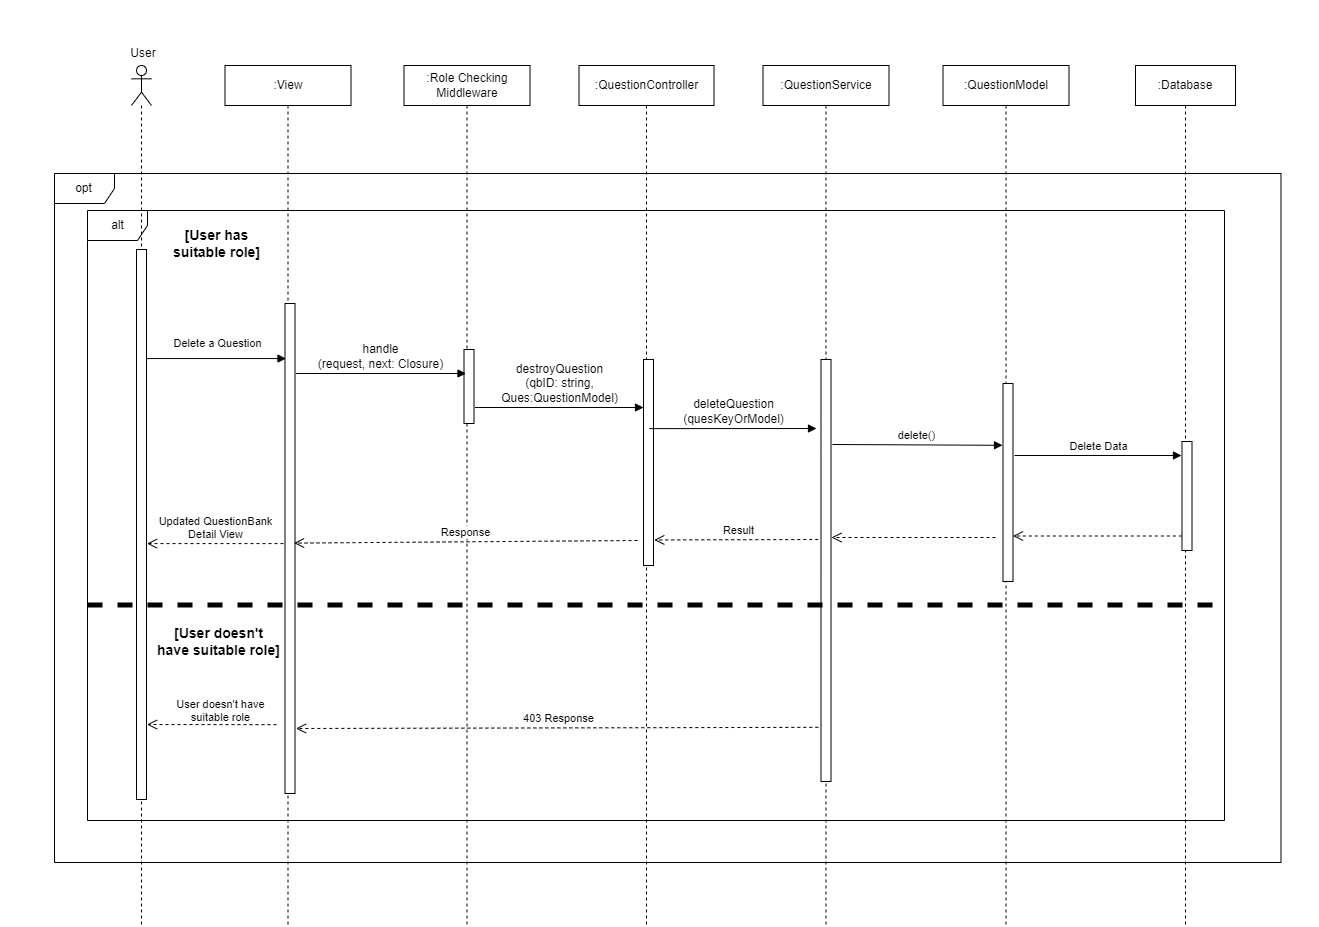 User
:View
:Role Checking
Middleware
:QuestionController
:QuestionService
:QuestionModel
:Database
opt
alt
[User has
suitable role]
Delete a Question
handle
(request, next: Closure)
destroyQuestion
(qbID: string,
Ques:QuestionModel)
deleteQuestion
(quesKeyOrModel)
delete()
Delete Data
Updated QuestionBank
Detail View
Response
Result
[User doesn't
have suitable role]
User doesn't have
suitable role
403 Response